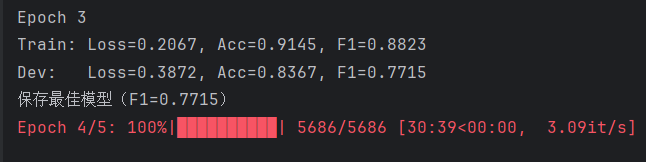 Epoch 3
Train: Loss=0.2067, Acc=0.9145, F1=0.8823
Dev:   Loss=0.3872, Acc=0.8367, F1=0.7715
保存最佳模型（F1=0.7715）
Epoch 4/5: 100%|██████████| 5686/5686 [30:39<00:00,  3.09it/s]